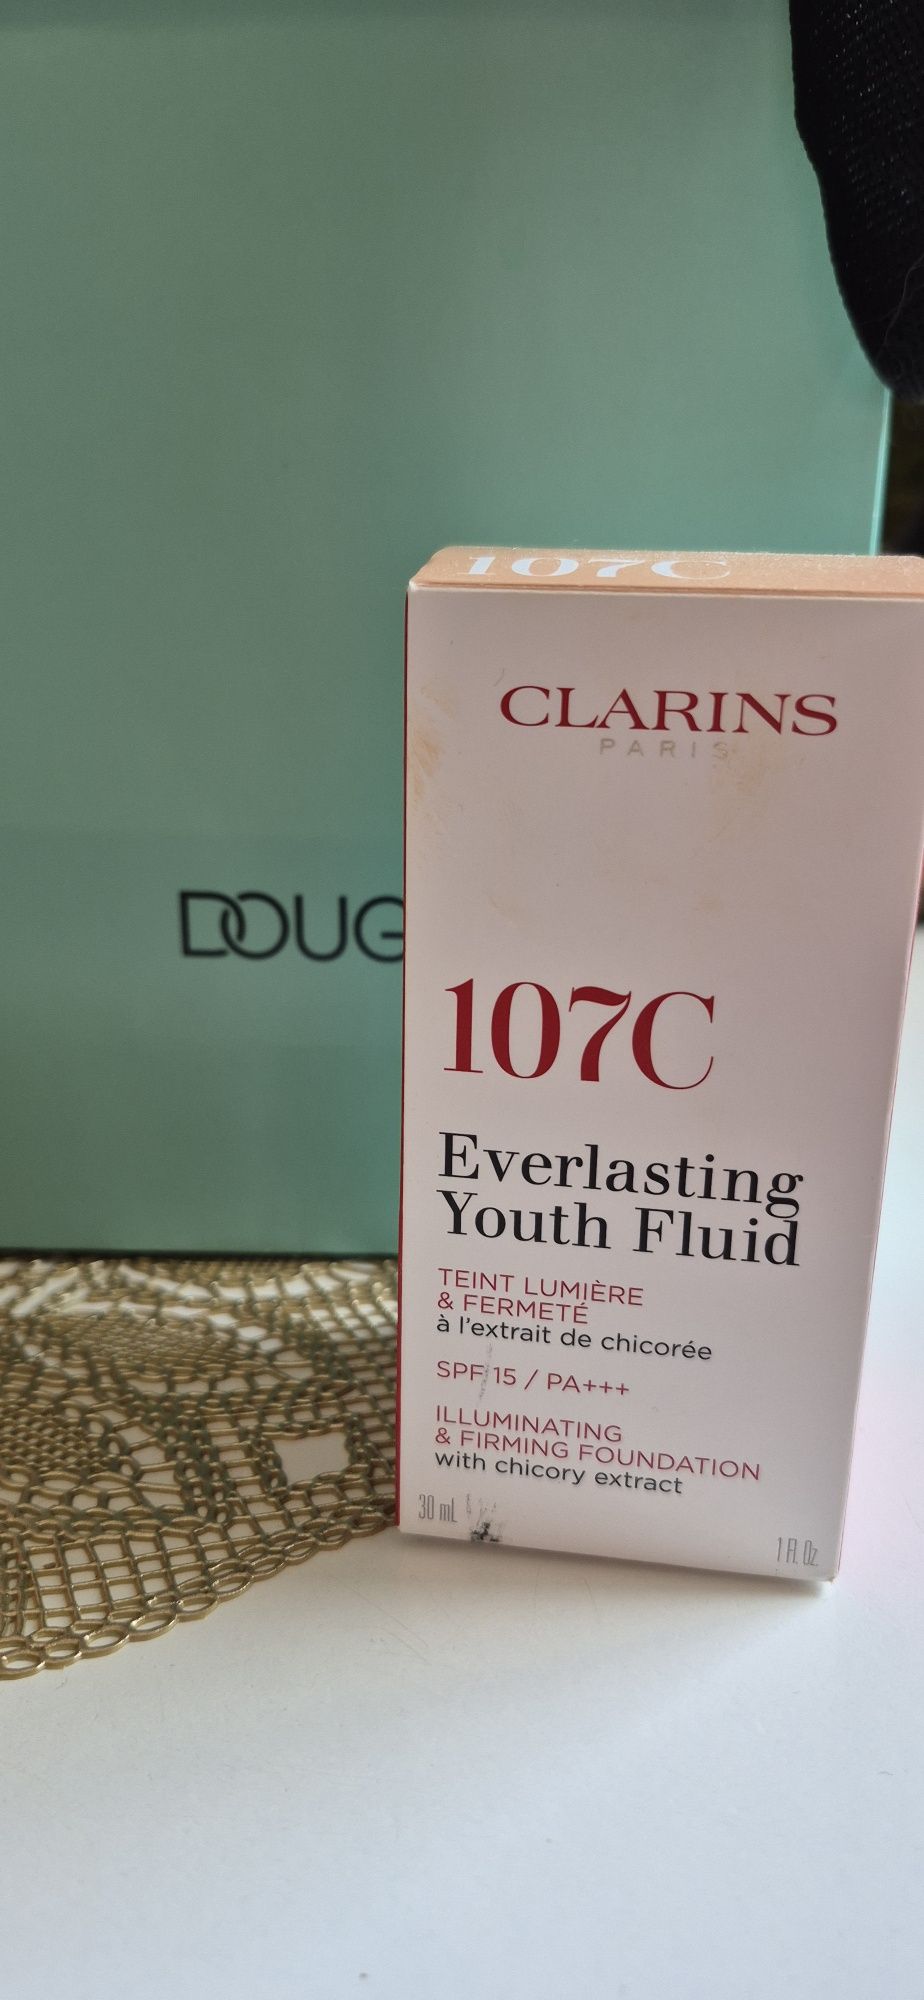 107C
CLARINS
PARIS
DOUG
107C
Everlasting
Youth Fluid
TEINT LUMIÈRE
& FERMETÉ
à l'extrait de chicorée
SPF 15 / PA+++
ILLUMINATING
& FIRMING FOUNDATION
with chicory extract
30 mL
1 Fl. Oz.